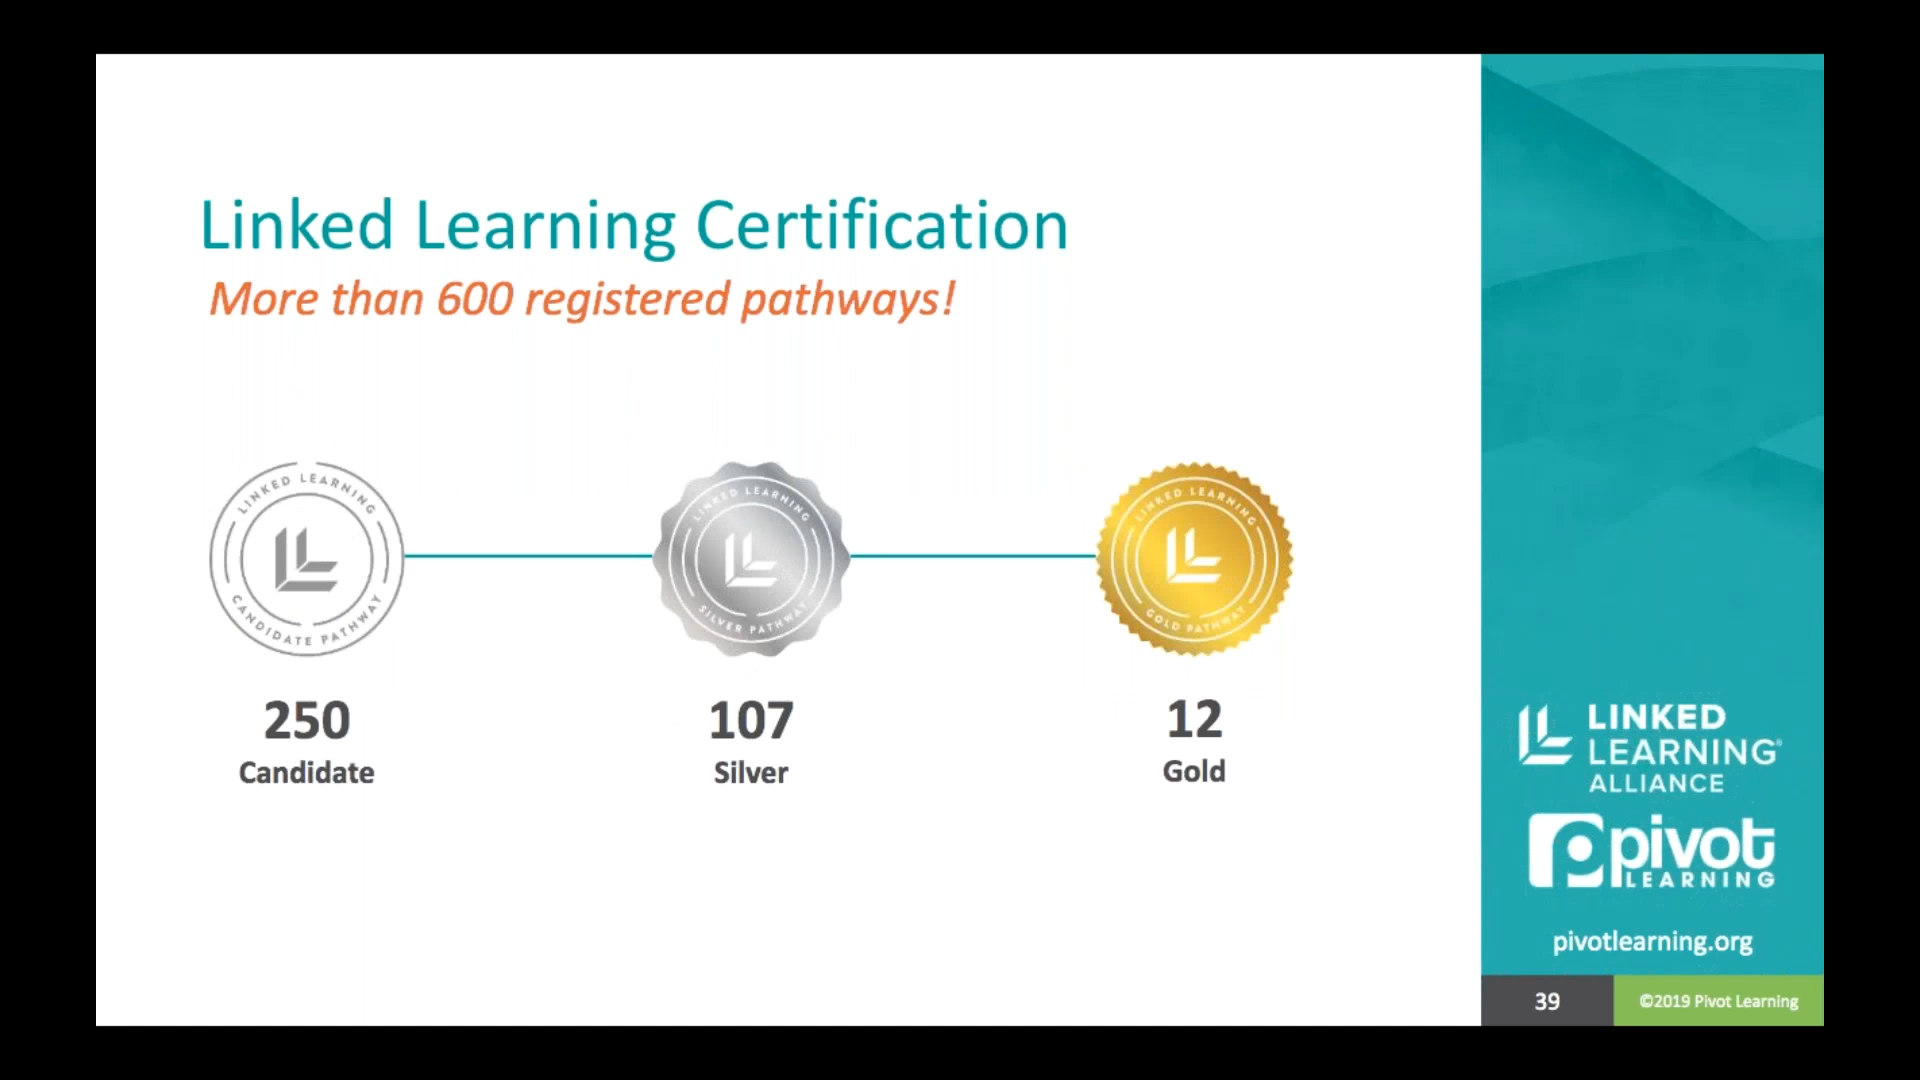 Linked Learning Certification
More than 600 registered pathways!
LINKED LEARNING
CANDIDATE PATHWAY
LINKED LEARNING
SILVER PATHWAY
LINKED LEARNING
GOLD PATHWAY
250
Candidate
107
Silver
12
Gold
LINKED
LEARNING®
ALLIANCE
pivot
LEARNING
pivotlearning.org
39
©2019 Pivot Learning